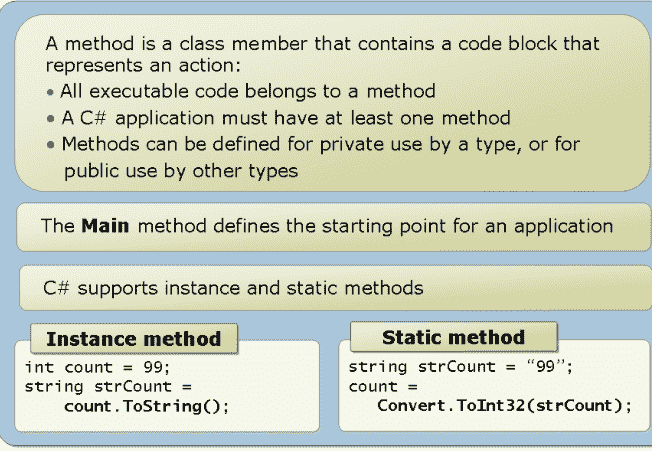 A method is a class member that contains a code block that
represents an action:
• All executable code belongs to a method
• A C# application must have at least one method
• Methods can be defined for private use by a type, or for
public use by other types
The Main method defines the starting point for an application
C# supports instance and static methods
Instance method
int count = 99;
string strCount =
count.ToString();
Static method
string strCount = “99”;
count =
Convert.ToInt32(strCount);